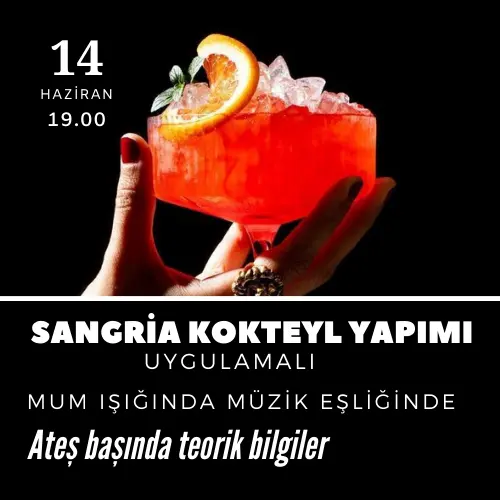 14
HAZİRAN
19.00
SANGRİA KOKTEYL YAPIMI
UYGULAMALI
MUM IŞIĞINDA MÜZİK EŞLİĞİNDE
Ateş başında teorik bilgiler